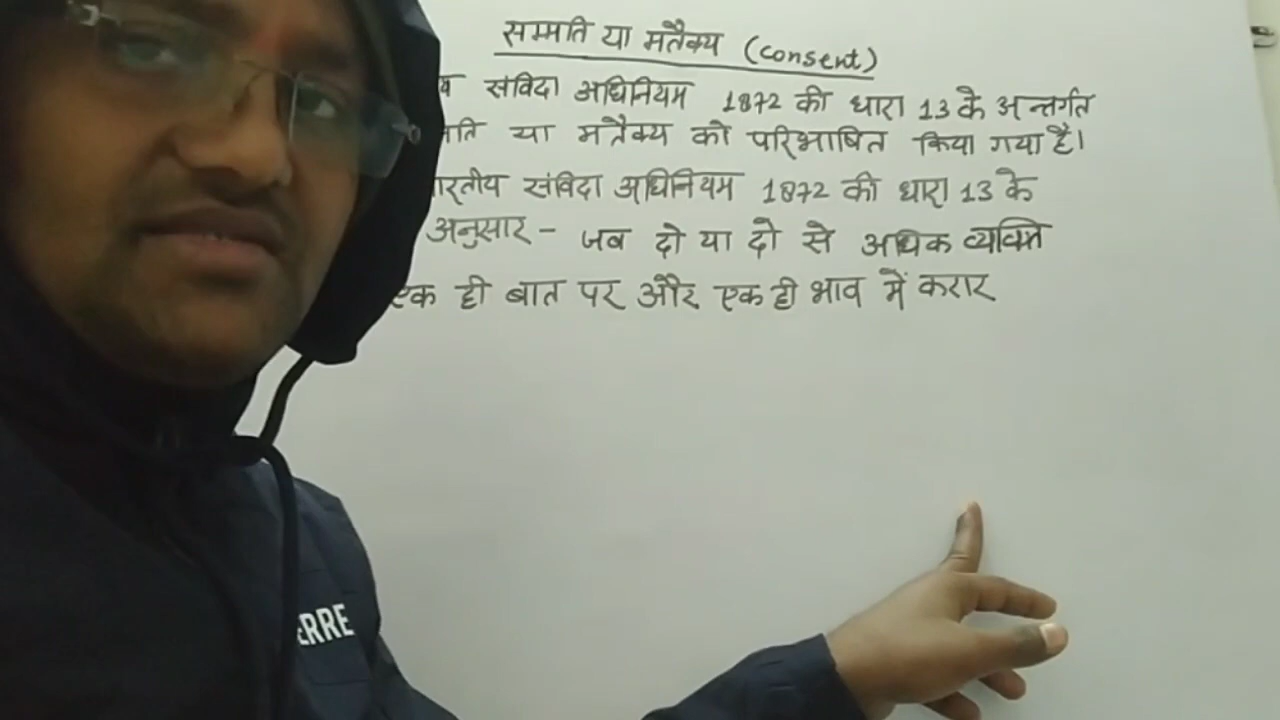 सम्मति या मतैक्य (consent)
संविदा अधिनियम 1872 की धारा 13 के अन्तर्गत
या मतैक्य को परिभाषित किया गया है।
संविदा अधिनियम 1872 की धारा 13 के
अनुसार - जब दो या दो से अधिक व्यक्ति
एक ही बात पर और एक ही भाव में करार
ERRE